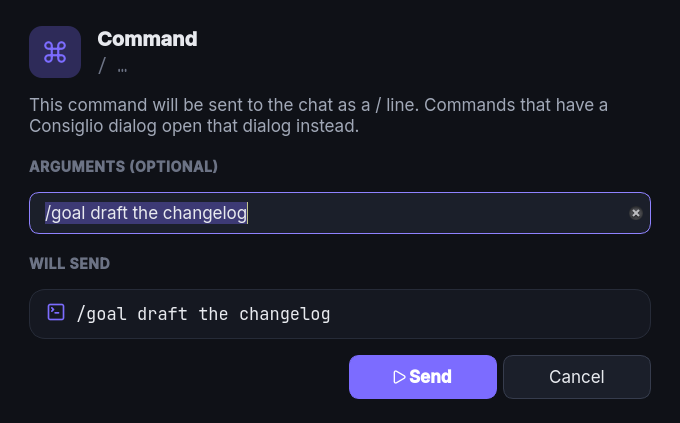 Command
/ …
This command will be sent to the chat as a / line. Commands that have a
Consiglio dialog open that dialog instead.
ARGUMENTS (OPTIONAL)
/goal draft the changelog
WILL SEND
/goal draft the changelog
Send
Cancel